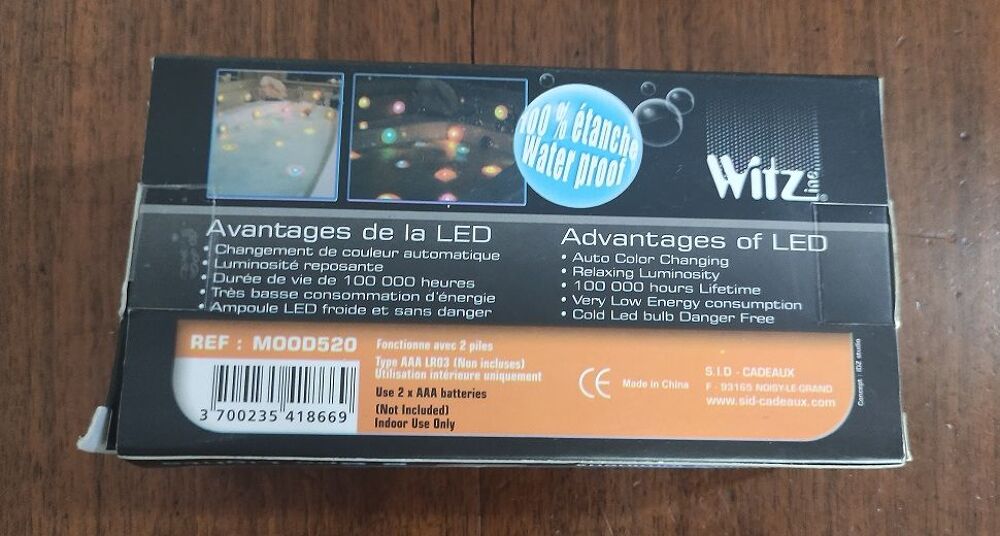 100 % étanche
Water proof
Witz
ine
®
Avantages de la LED
• Changement de couleur automatique
• Luminosité reposante
• Durée de vie de 100 000 heures
• Très basse consommation d'énergie
• Ampoule LED froide et sans danger
Advantages of LED
• Auto Color Changing
• Relaxing Luminosity
• 100 000 hours Lifetime
• Very Low Energy consumption
• Cold Led bulb Danger Free
REF : MOOD520
3 700235 418669
Fonctionne avec 2 piles
Type AAA LR03 (Non incluses)
Utilisation intérieure uniquement
Use 2 x AAA batteries
(Not Included)
Indoor Use Only
CE
Made in China
S.I.D - CADEAUX
F - 93165 NOISY-LE-GRAND
www.sid-cadeaux.com
Concept : IDZ studio